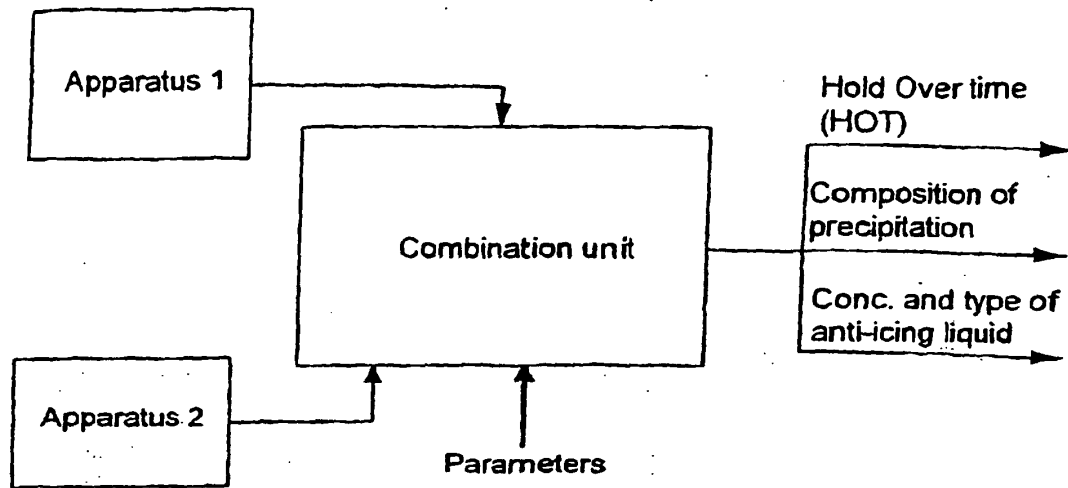 Apparatus 1
Hold Over time
(HOT)
Composition of
precipitation
Combination unit
Conc. and type of
anti-icing liquid
Apparatus 2
Parameters